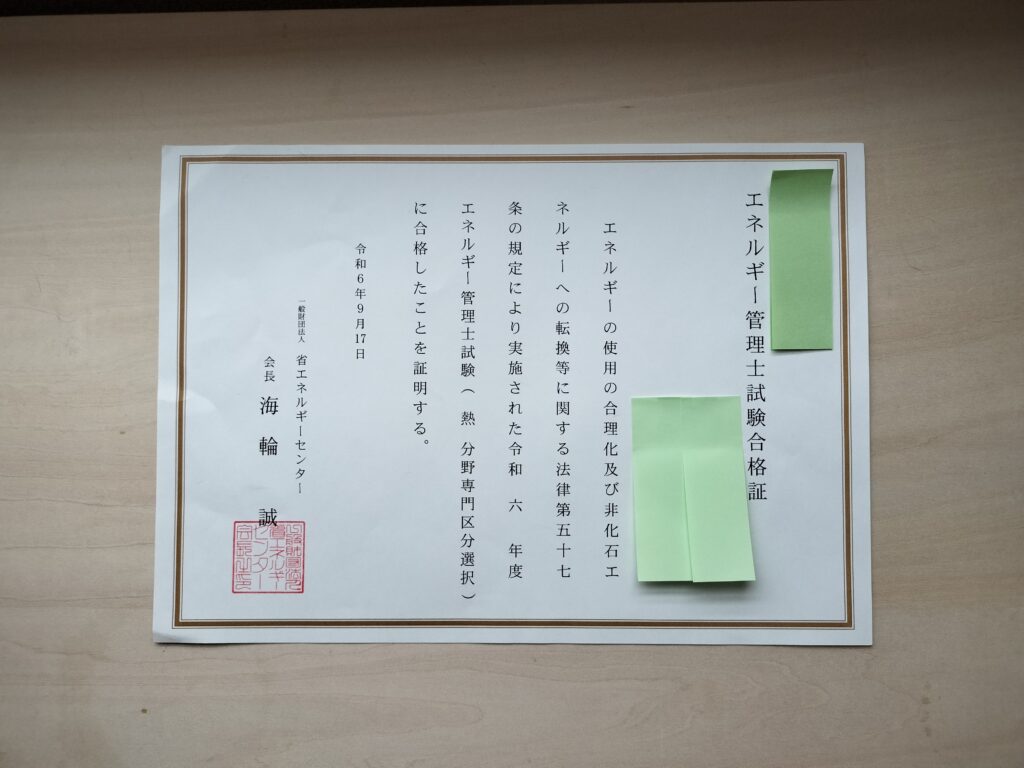 エネルギー管理士試験合格証
エネルギーの使用の合理化及び非化石エ
ネルギーへの転換等に関する法律第五十七
条の規定により実施された令和 六 年度
エネルギー管理士試験( 熱 分野専門区分選択)
に合格したことを証明する。
令和6年9月17日
一般財団法人 省エネルギーセンター
会長 海輪 誠